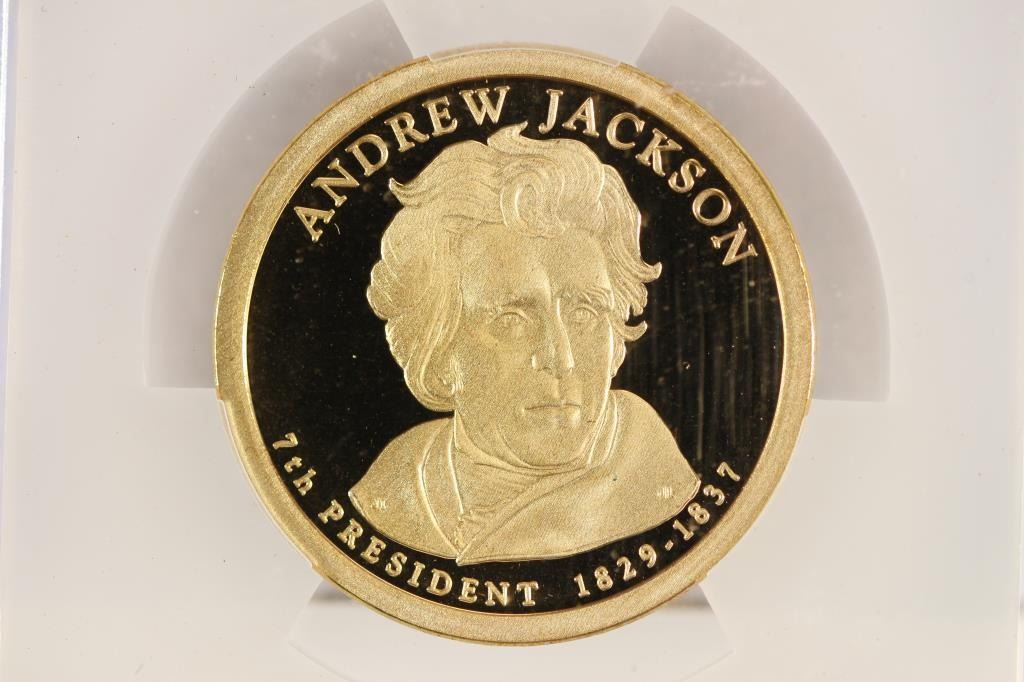 ANDREW JACKSON
7th PRESIDENT 1829-1837